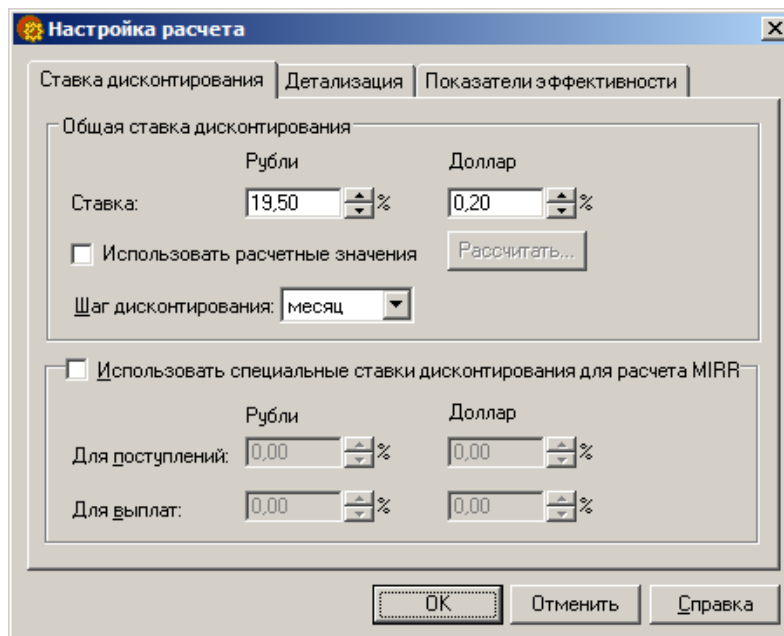 Настройка расчета
Ставка дисконтирования Детализация Показатели эффективности
Общая ставка дисконтирования
Рубли Доллар
Ставка: 19,50 % 0,20 %
Использовать расчетные значения Рассчитать...
Шаг дисконтирования: месяц
Использовать специальные ставки дисконтирования для расчета MIRR
Рубли Доллар
Для поступлений: 0,00 % 0,00 %
Для выплат: 0,00 % 0,00 %
OK Отменить Справка